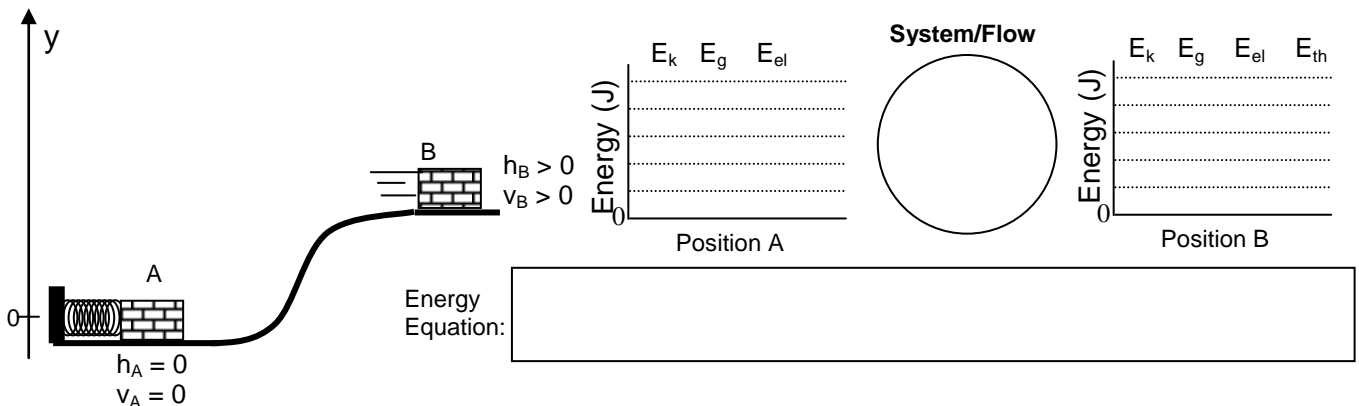 y
0
A
h_A = 0
v_A = 0
B
h_B > 0
v_B > 0
E_k E_g E_el
Energy (J)
0
Position A
System/Flow
E_k E_g E_el E_th
Energy (J)
0
Position B
Energy
Equation: